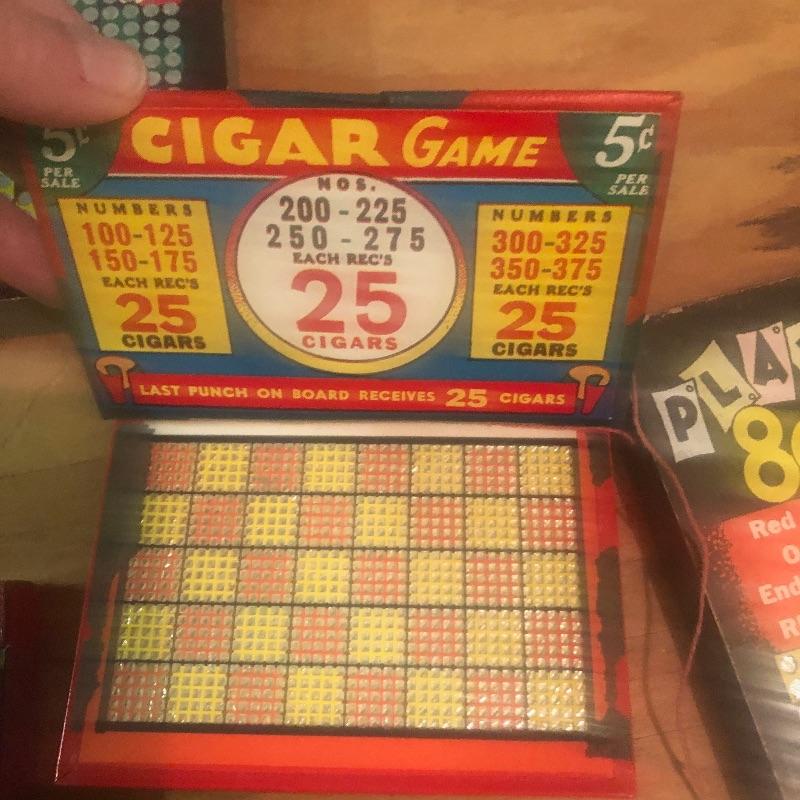 5¢
PER
SALE
CIGAR GAME
5¢
PER
SALE
NUMBERS
100-125
150-175
EACH REC'S
25
CIGARS
NOS.
200-225
250-275
EACH REC'S
25
CIGARS
NUMBERS
300-325
350-375
EACH REC'S
25
CIGARS
LAST PUNCH ON BOARD RECEIVES 25 CIGARS
PLA
Red
End